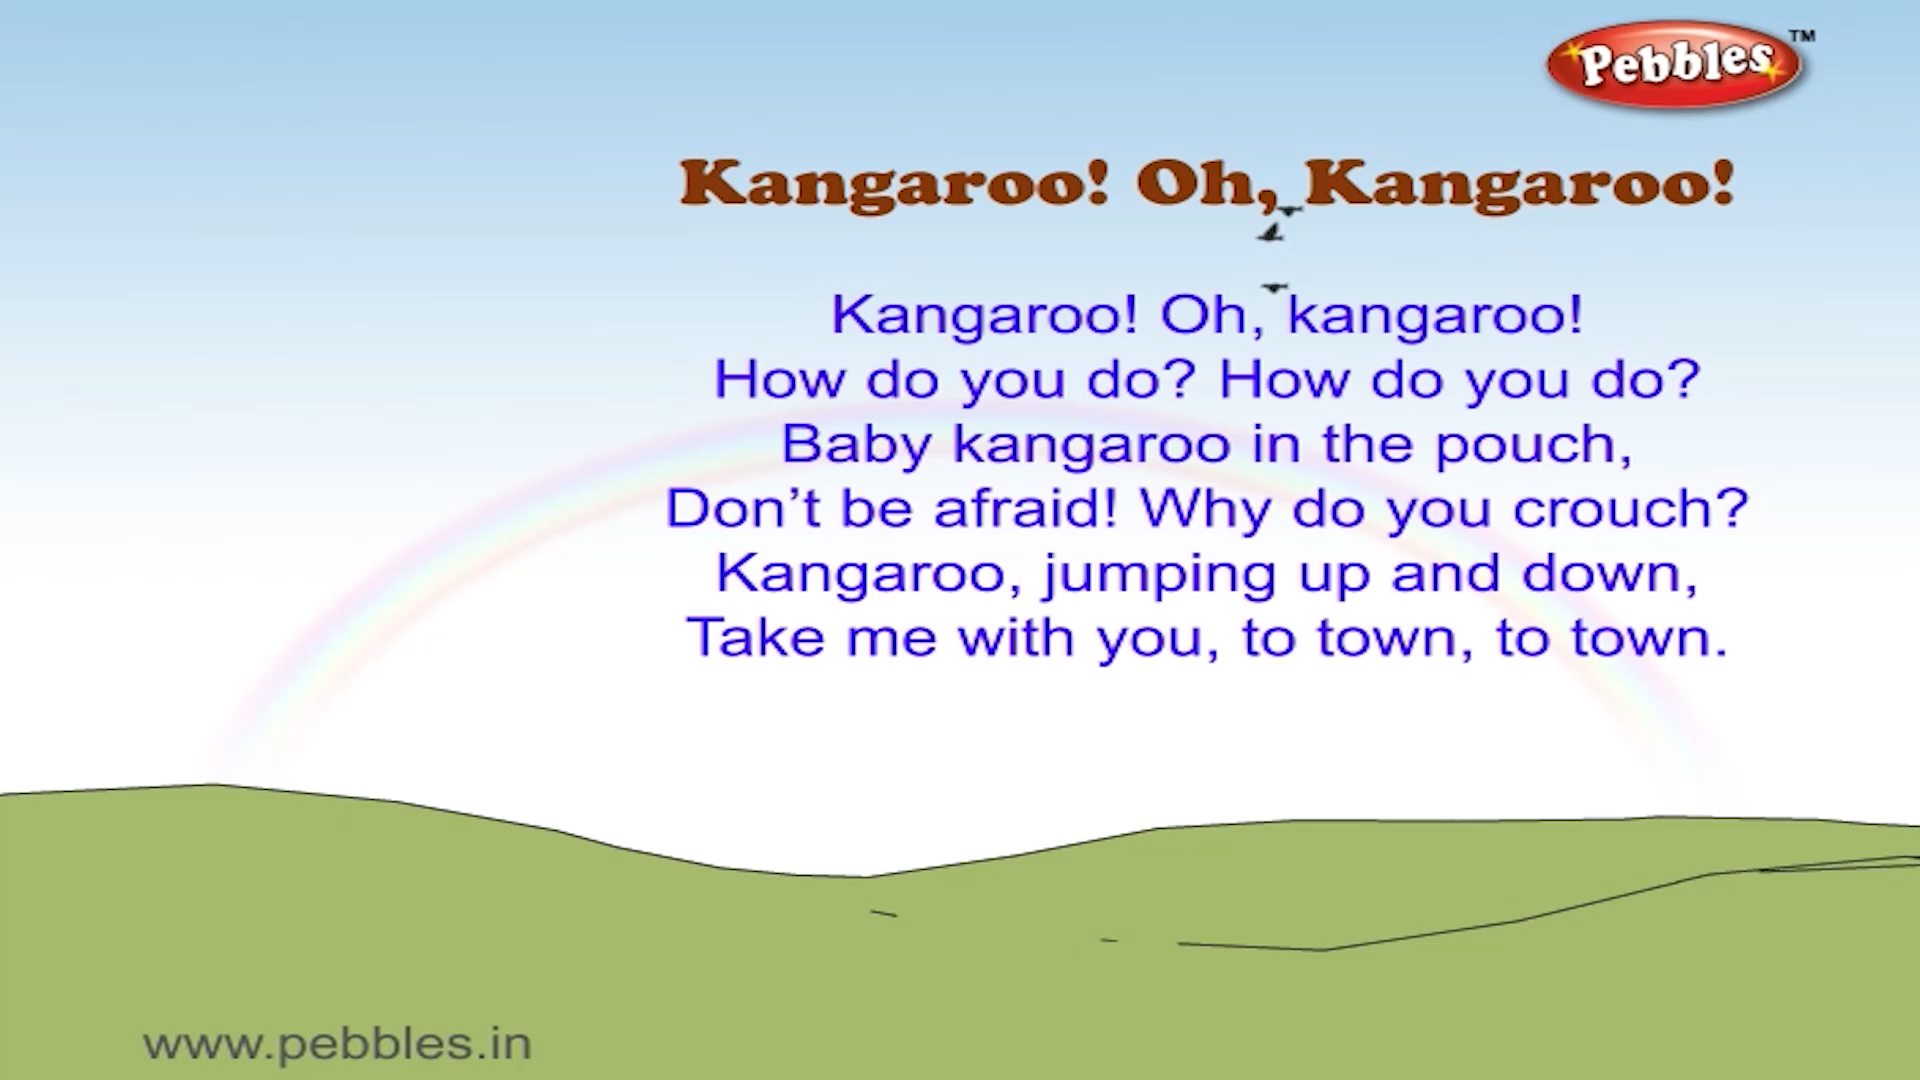 Pebbles TM
Kangaroo! Oh, Kangaroo!
Kangaroo! Oh, kangaroo!
How do you do? How do you do?
Baby kangaroo in the pouch,
Don’t be afraid! Why do you crouch?
Kangaroo, jumping up and down,
Take me with you, to town, to town.
www.pebbles.in